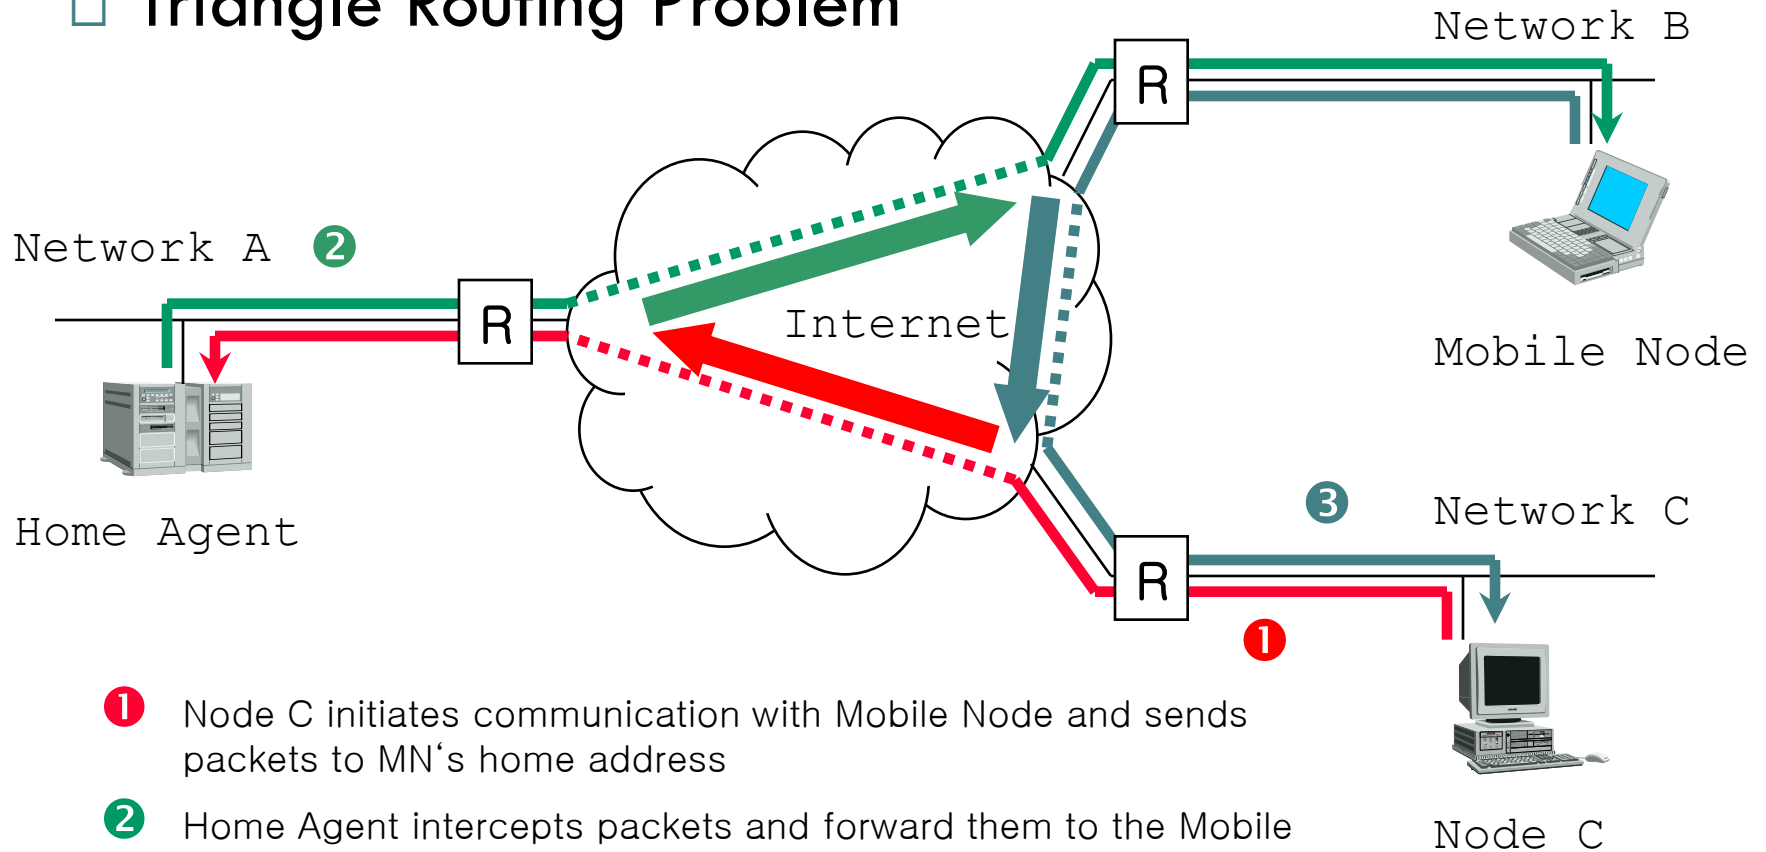 Triangle Routing Problem
Network B
R
Network A
2
R
Internet
Mobile Node
Home Agent
3
Network C
R
1
1 Node C initiates communication with Mobile Node and sends
packets to MN‘s home address
2 Home Agent intercepts packets and forward them to the Mobile
Node C